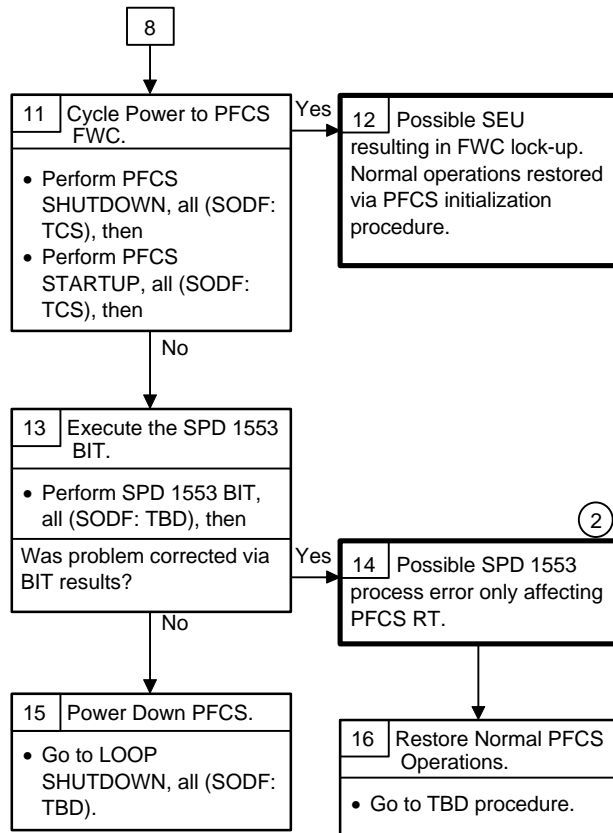 8
11 Cycle Power to PFCS
FWC.
• Perform PFCS
SHUTDOWN, all (SODF:
TCS), then
• Perform PFCS
STARTUP, all (SODF:
TCS), then
Yes
12 Possible SEU
resulting in FWC lock-up.
Normal operations restored
via PFCS initialization
procedure.
No
13 Execute the SPD 1553
BIT.
• Perform SPD 1553 BIT,
all (SODF: TBD), then
Was problem corrected via
BIT results?
Yes
2
14 Possible SPD 1553
process error only affecting
PFCS RT.
No
15 Power Down PFCS.
• Go to LOOP
SHUTDOWN, all (SODF:
TBD).
16 Restore Normal PFCS
Operations.
• Go to TBD procedure.